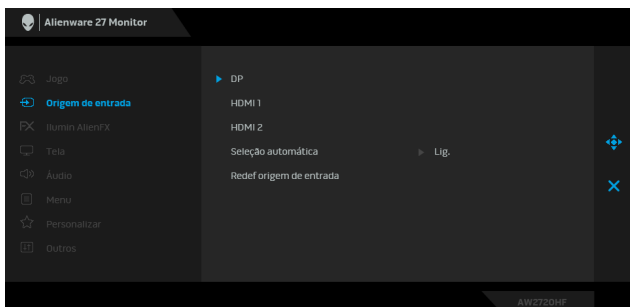 Alienware 27 Monitor
Jogo
Origem de entrada
Ilumin AlienFX
Tela
Áudio
Menu
Personalizar
Outros
DP
HDMI 1
HDMI 2
Seleção automática Lig.
Redef origem de entrada
AW2720HF